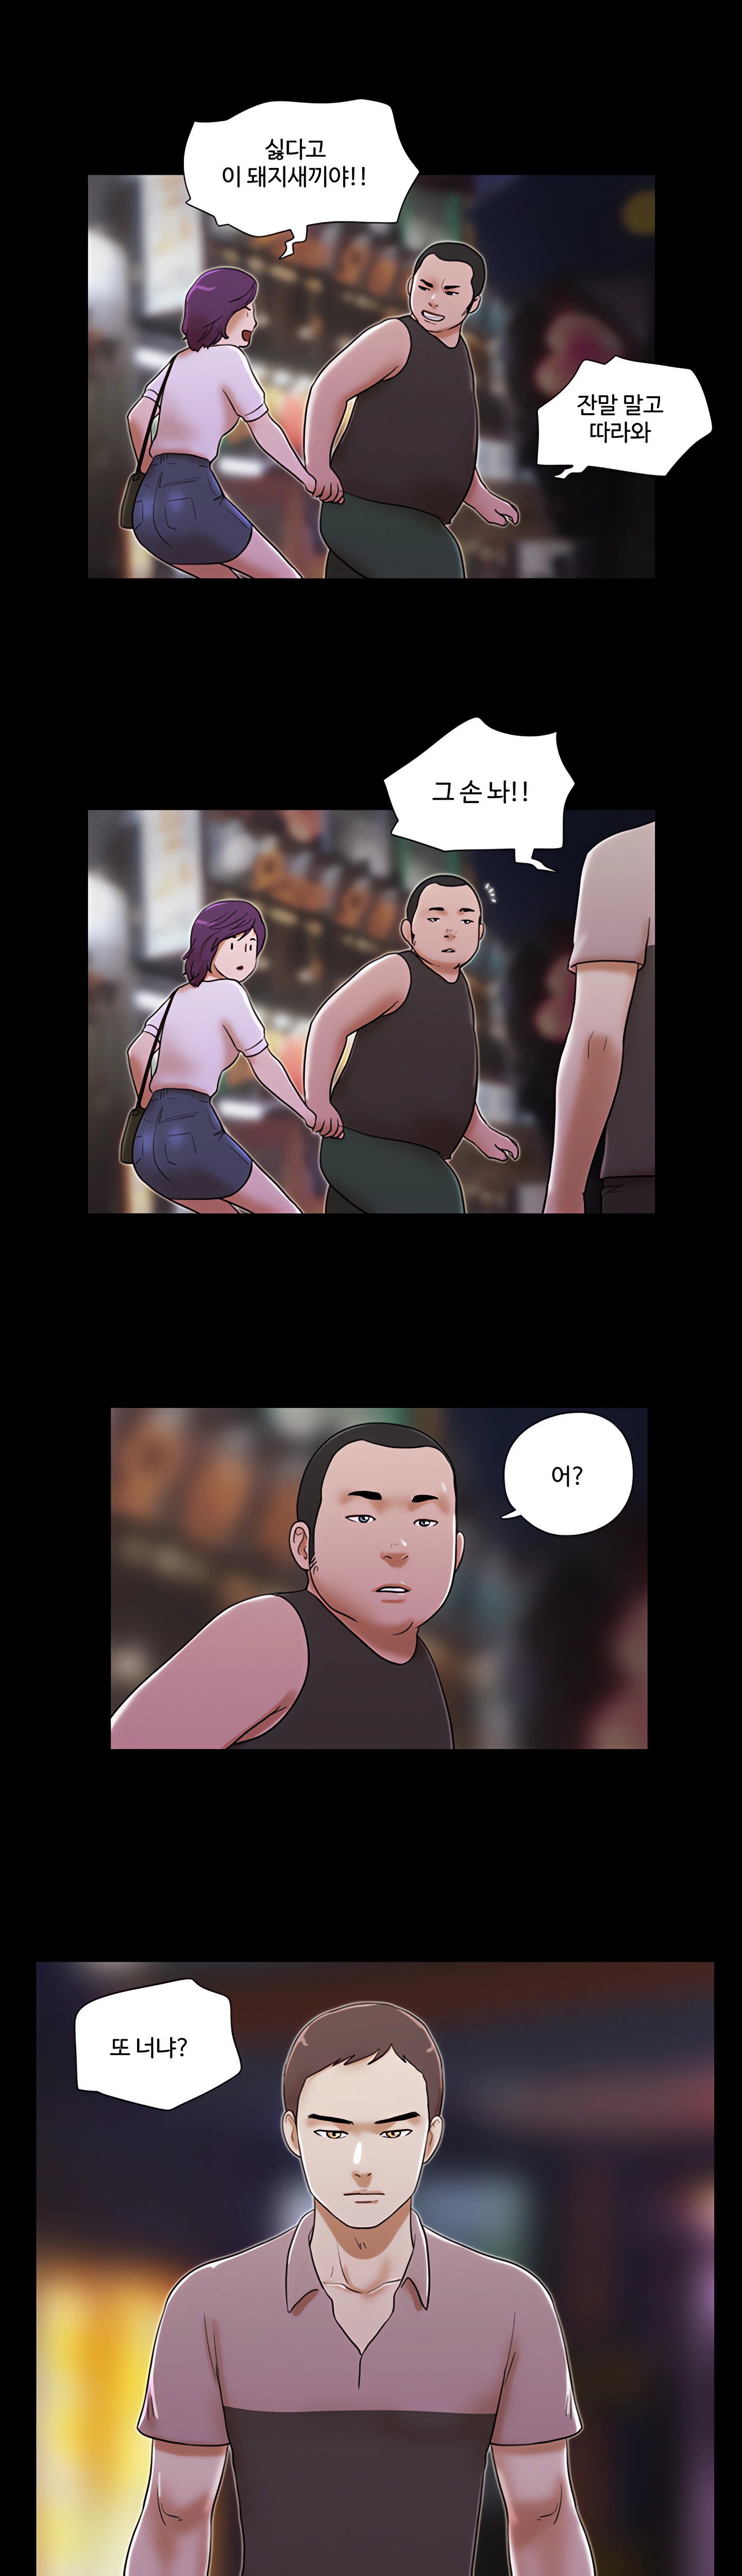 싫다고
이 돼지새끼야!!
잔말 말고
따라와
그 손 놔!!
어?
또 너냐?